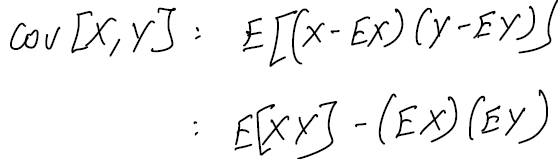 cov [X, Y] : E[(X - EX) (Y - EY)]
: E[XY] - (EX) (EY)